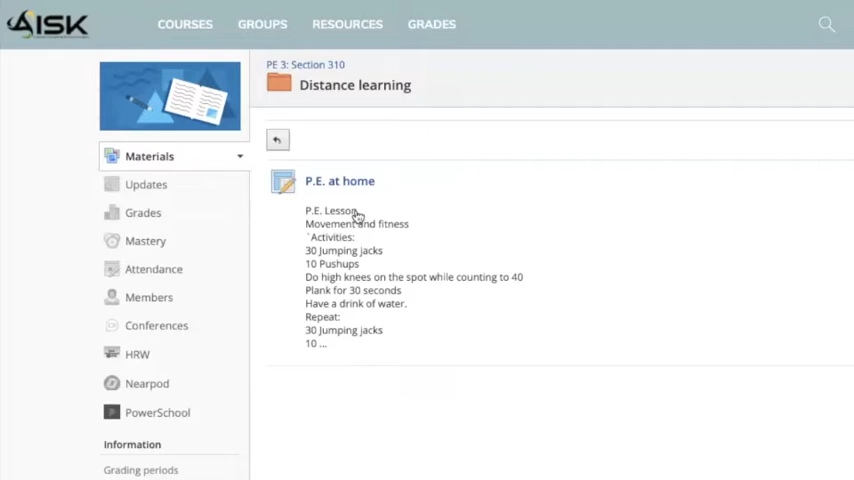 AISK
COURSES
GROUPS
RESOURCES
GRADES
PE 3: Section 310
Distance learning
Materials
Updates
Grades
Mastery
Attendance
Members
Conferences
HRW
Nearpod
PowerSchool
Information
Grading periods
P.E. at home
P.E. Lesson
Movement and fitness
`Activities:
30 Jumping jacks
10 Pushups
Do high knees on the spot while counting to 40
Plank for 30 seconds
Have a drink of water.
Repeat:
30 Jumping jacks
10 ...